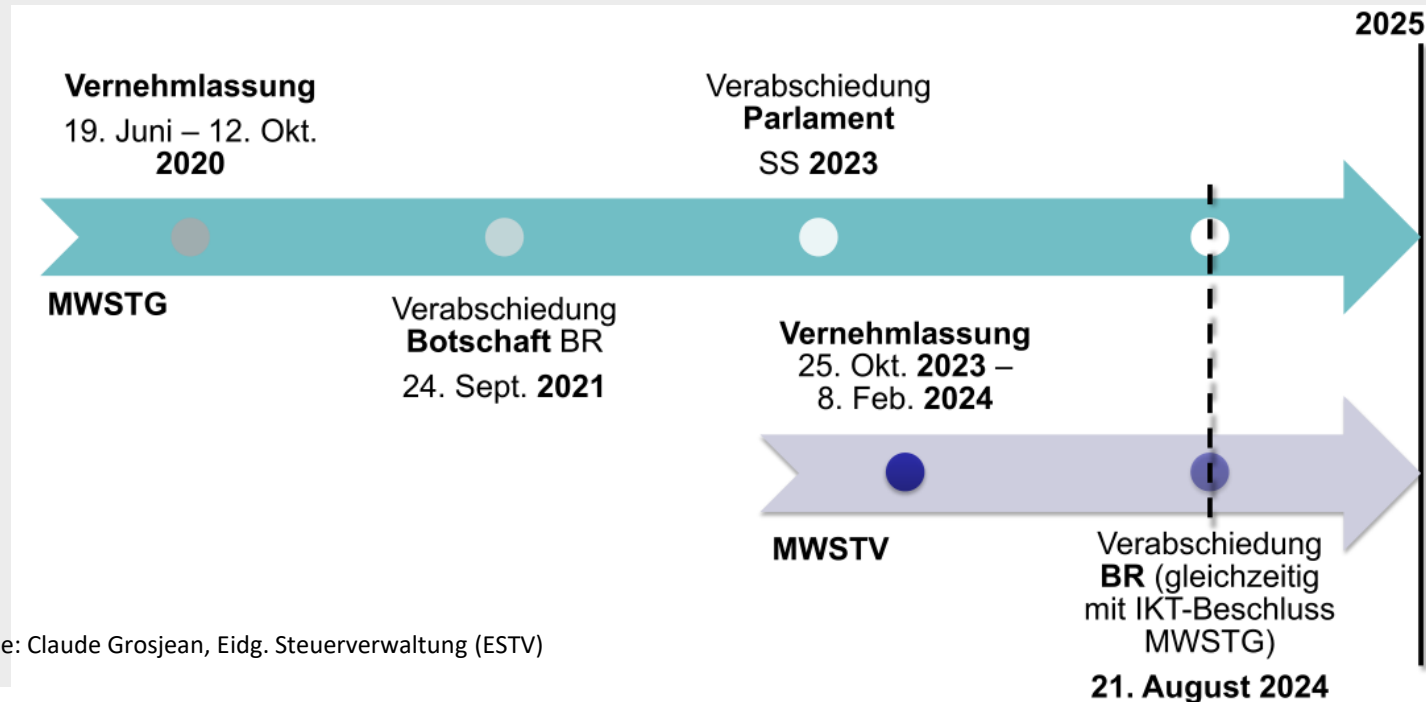 2025
Vernehmlassung
19. Juni – 12. Okt.
2020
Verabschiedung
Parlament
SS 2023
MWSTG
Verabschiedung
Botschaft BR
24. Sept. 2021
Vernehmlassung
25. Okt. 2023 –
8. Feb. 2024
MWSTV
Verabschiedung
BR (gleichzeitig
mit IKT-Beschluss
MWSTG)
21. August 2024
e: Claude Grosjean, Eidg. Steuerverwaltung (ESTV)